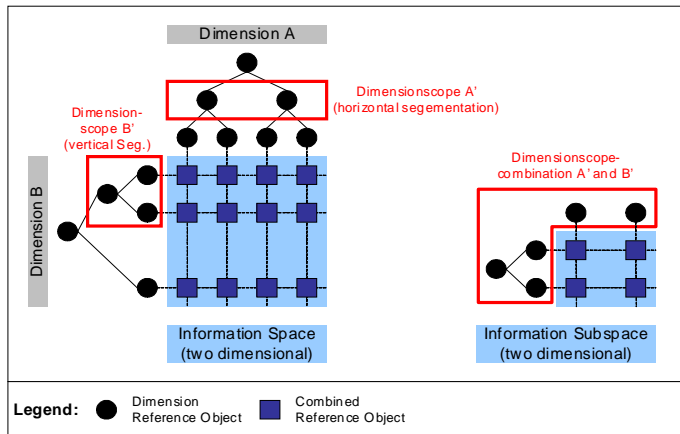 Dimension A
Dimensionscope A'
(horizontal segementation)
Dimension-
scope B'
(vertical Seg.)
Dimension B
Dimensionscope-
combination A' and B'
Information Space
(two dimensional)
Information Subspace
(two dimensional)
Legend:
Dimension
Reference Object
Combined
Reference Object